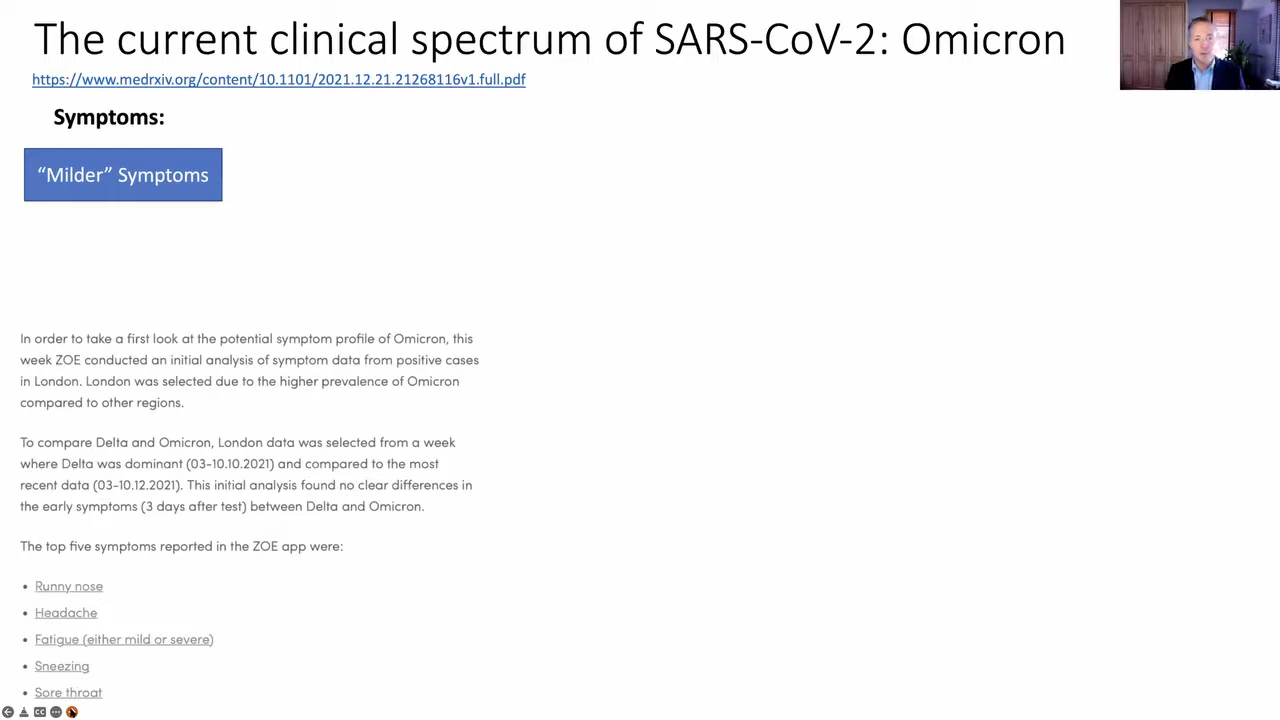 The current clinical spectrum of SARS-CoV-2: Omicron
https://www.medrxiv.org/content/10.1101/2021.12.21.21268116v1.full.pdf
Symptoms:
“Milder” Symptoms
In order to take a first look at the potential symptom profile of Omicron, this
week ZOE conducted an initial analysis of symptom data from positive cases
in London. London was selected due to the higher prevalence of Omicron
compared to other regions.
To compare Delta and Omicron, London data was selected from a week
where Delta was dominant (03-10.10.2021) and compared to the most
recent data (03-10.12.2021). This initial analysis found no clear differences in
the early symptoms (3 days after test) between Delta and Omicron.
The top five symptoms reported in the ZOE app were:
• Runny nose
• Headache
• Fatigue (either mild or severe)
• Sneezing
• Sore throat
CC